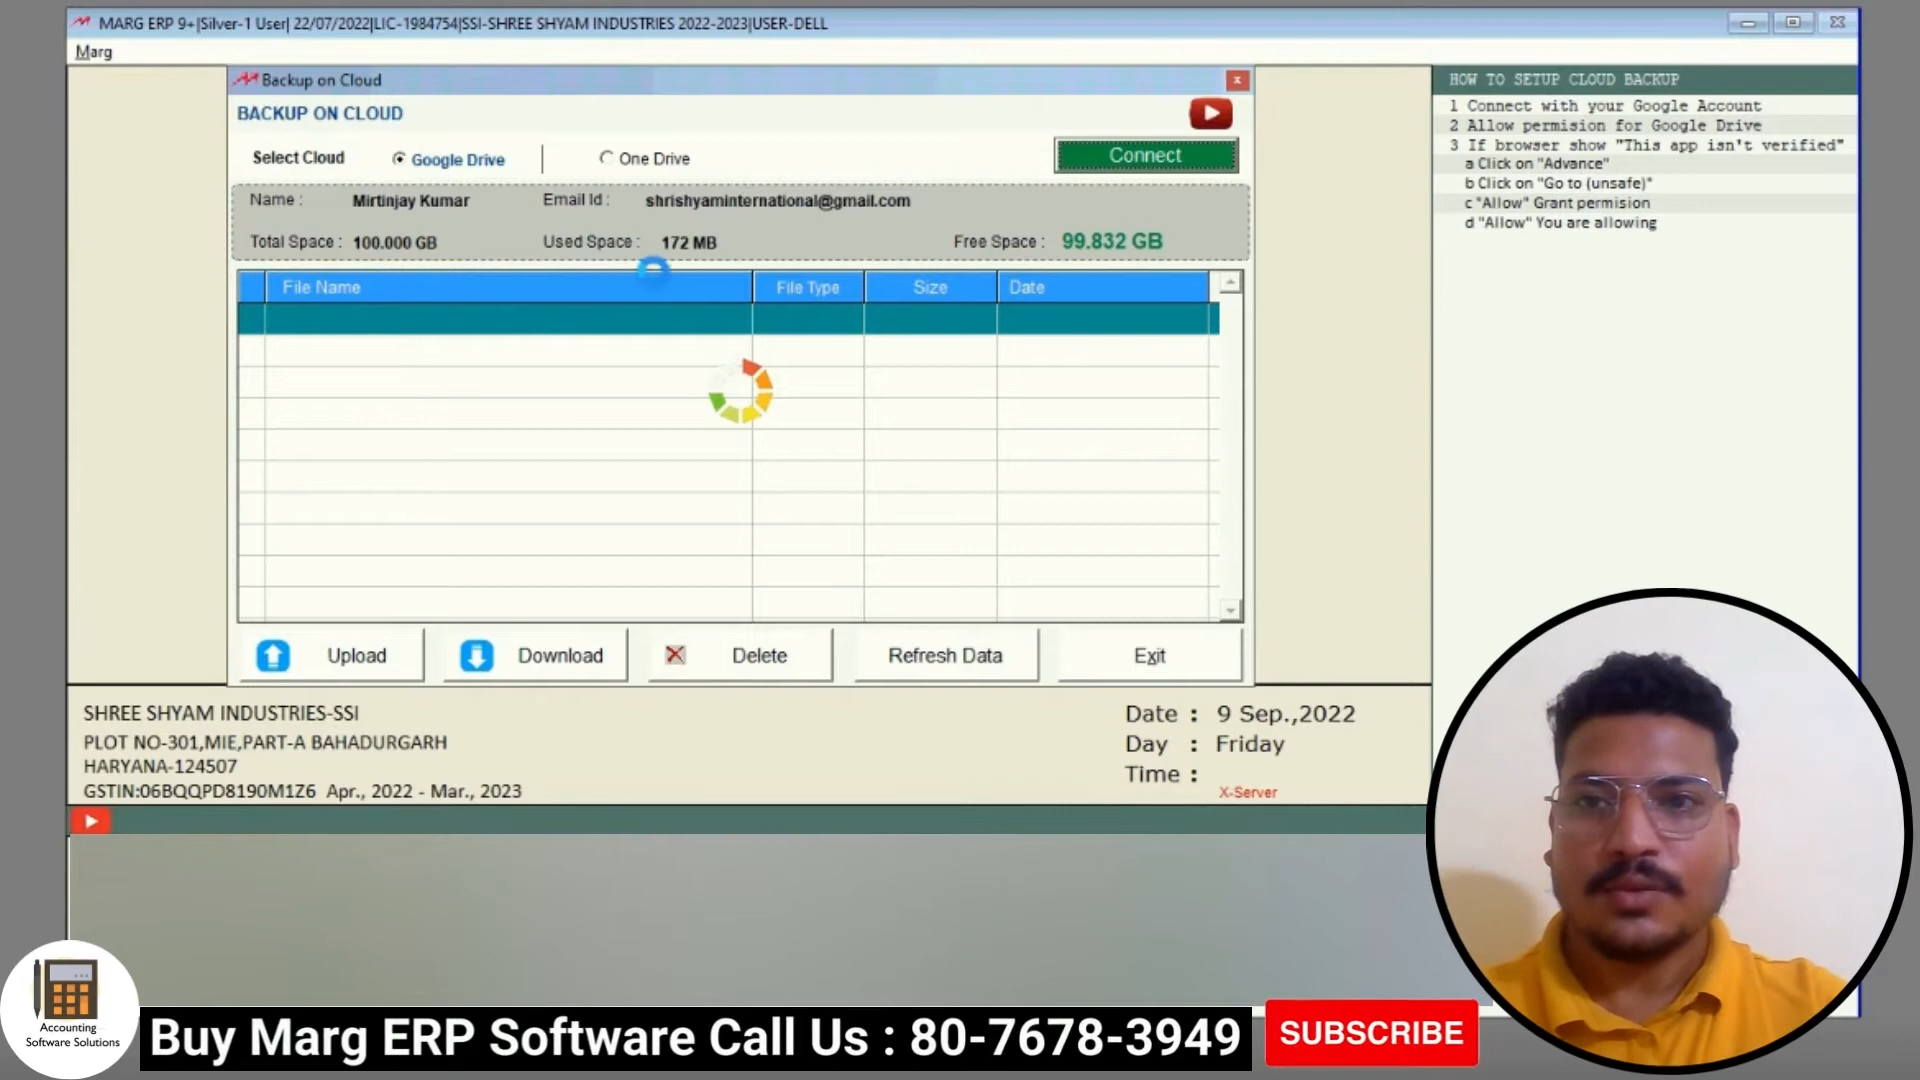 MARG ERP 9+|Silver-1 User| 22/07/2022|LIC-1984754|SSI-SHREE SHYAM INDUSTRIES 2022-2023|USER-DELL
Marg
Backup on Cloud
BACKUP ON CLOUD
Select Cloud
Google Drive
One Drive
Connect
Name :
Mirtinjay Kumar
Email Id :
shrishyaminternational@gmail.com
Total Space :
100.000 GB
Used Space :
172 MB
Free Space :
99.832 GB
File Name
File Type
Size
Date
Upload
Download
Delete
Refresh Data
Exit
HOW TO SETUP CLOUD BACKUP
1 Connect with your Google Account
2 Allow permision for Google Drive
3 If browser show "This app isn't verified"
a Click on "Advance"
b Click on "Go to (unsafe)"
c "Allow" Grant permision
d "Allow" You are allowing
SHREE SHYAM INDUSTRIES-SSI
PLOT NO-301,MIE,PART-A BAHADURGARH
HARYANA-124507
GSTIN:06BQQPD8190M1Z6 Apr., 2022 - Mar., 2023
Date : 9 Sep.,2022
Day : Friday
Time :
X-Server
Accounting
Software Solutions
Buy Marg ERP Software Call Us : 80-7678-3949
SUBSCRIBE